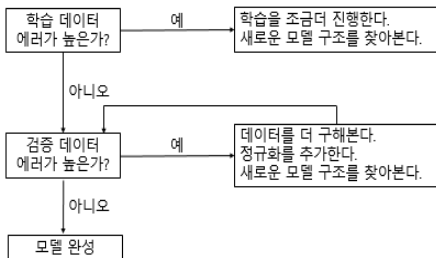 학습 데이터
에러가 높은가?
예
학습을 조금더 진행한다.
새로운 모델 구조를 찾아본다.
아니오
검증 데이터
에러가 높은가?
예
데이터를 더 구해본다.
정규화를 추가한다.
새로운 모델 구조를 찾아본다.
아니오
모델 완성